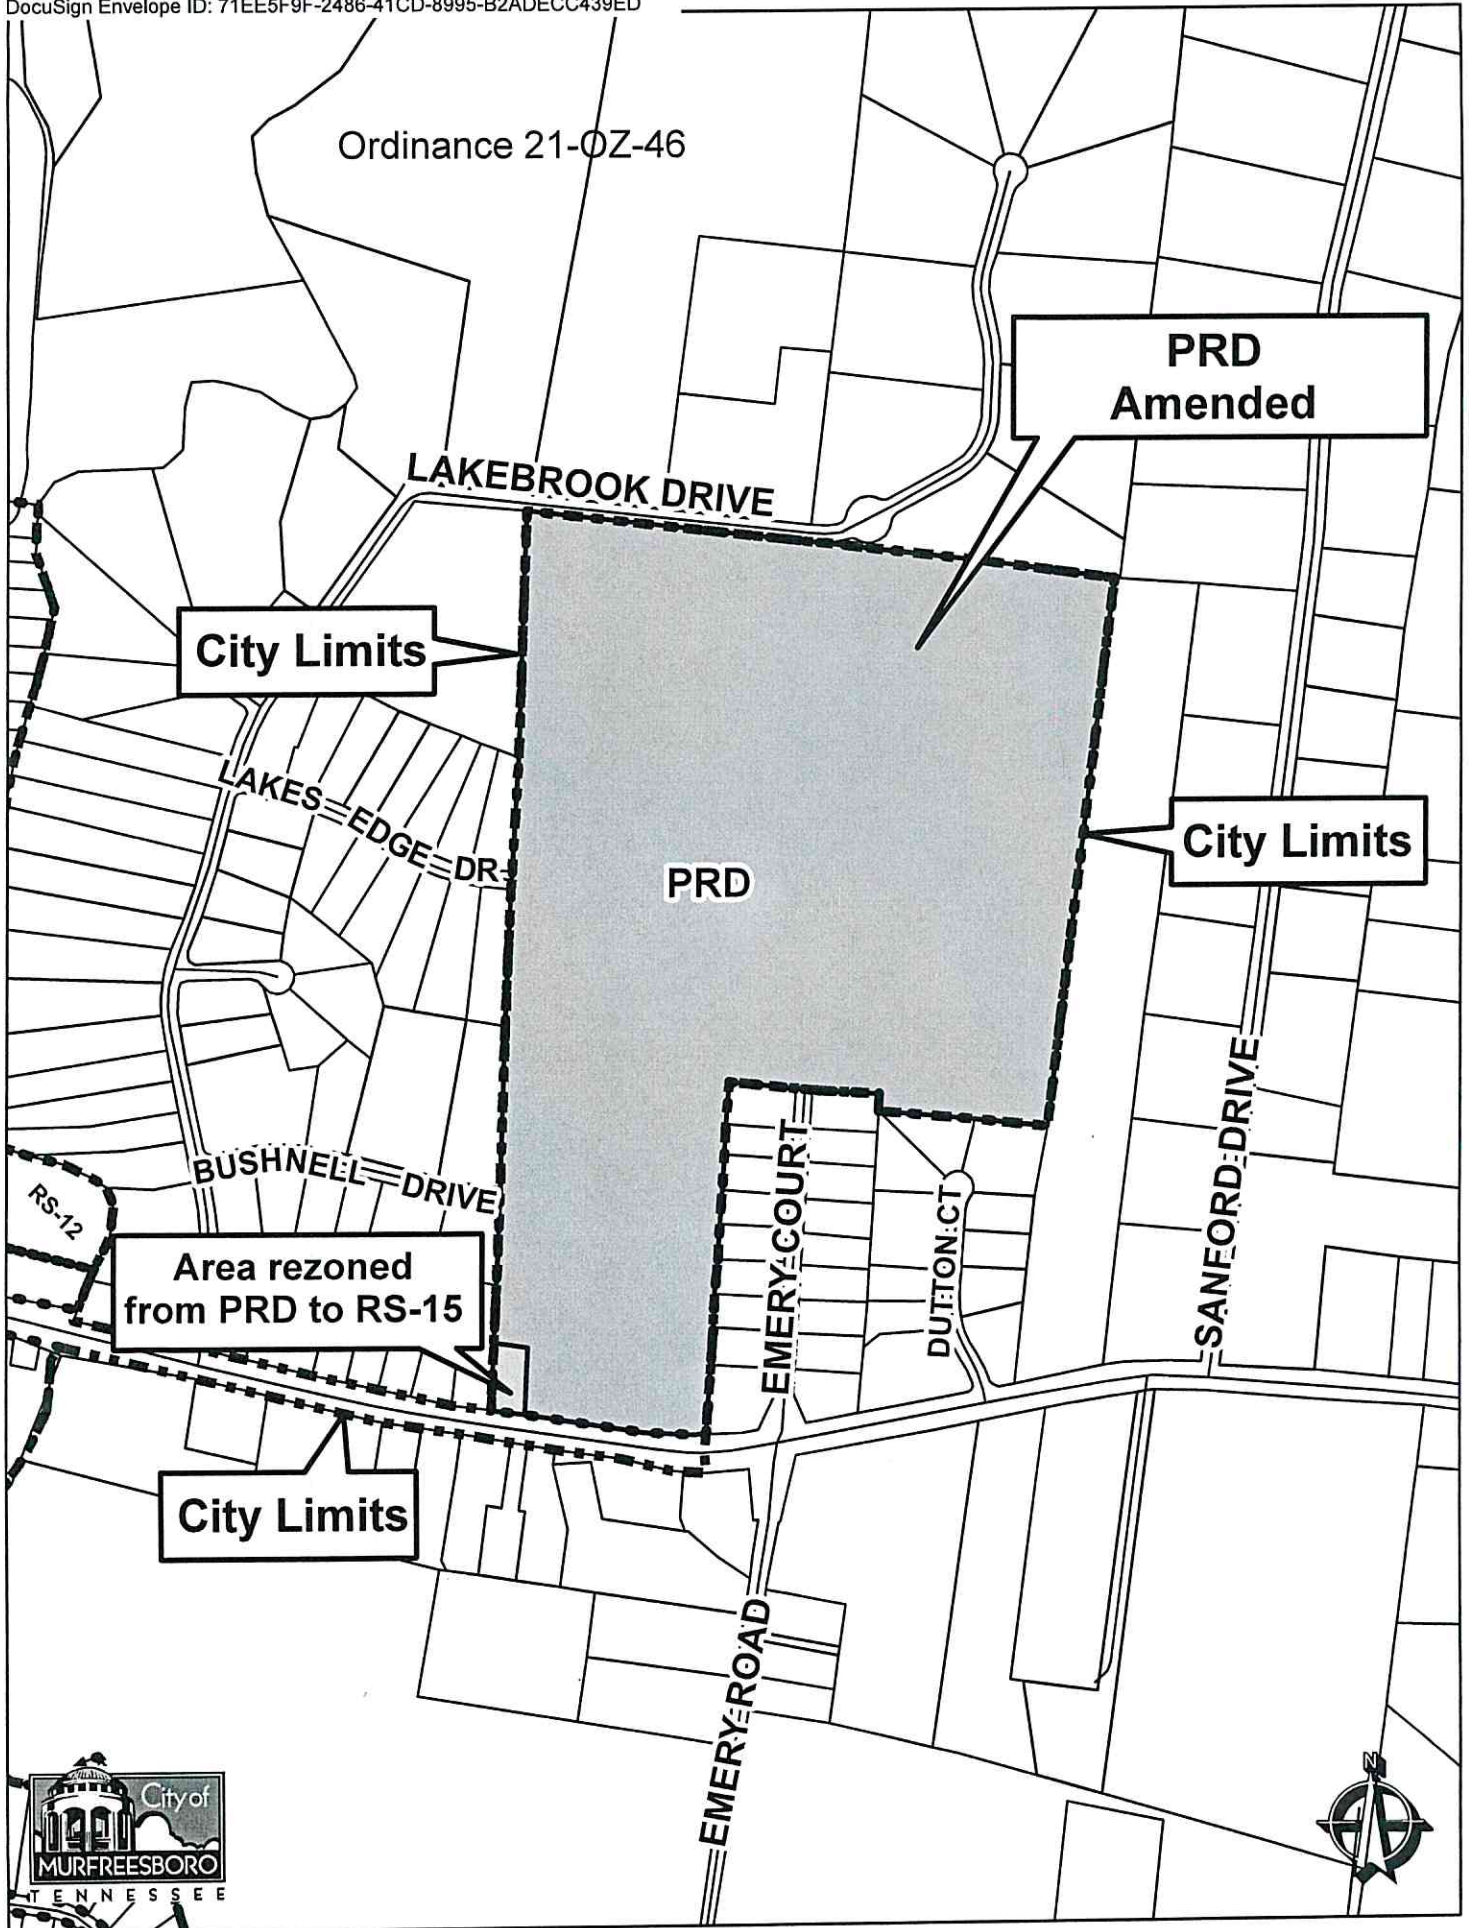 DocuSign Envelope ID: 71EE5F9F-2486-41CD-8995-B2ADECC439ED
Ordinance 21-OZ-46
PRD
Amended
LAKEBROOK DRIVE
City Limits
LAKES EDGE DR
City Limits
PRD
BUSHNELL DRIVE
RS-12
EMERY COURT
DUTTON CT
SANFORD DRIVE
Area rezoned
from PRD to RS-15
City Limits
EMERY ROAD
City of
MURFREESBORO
TENNESSEE
N